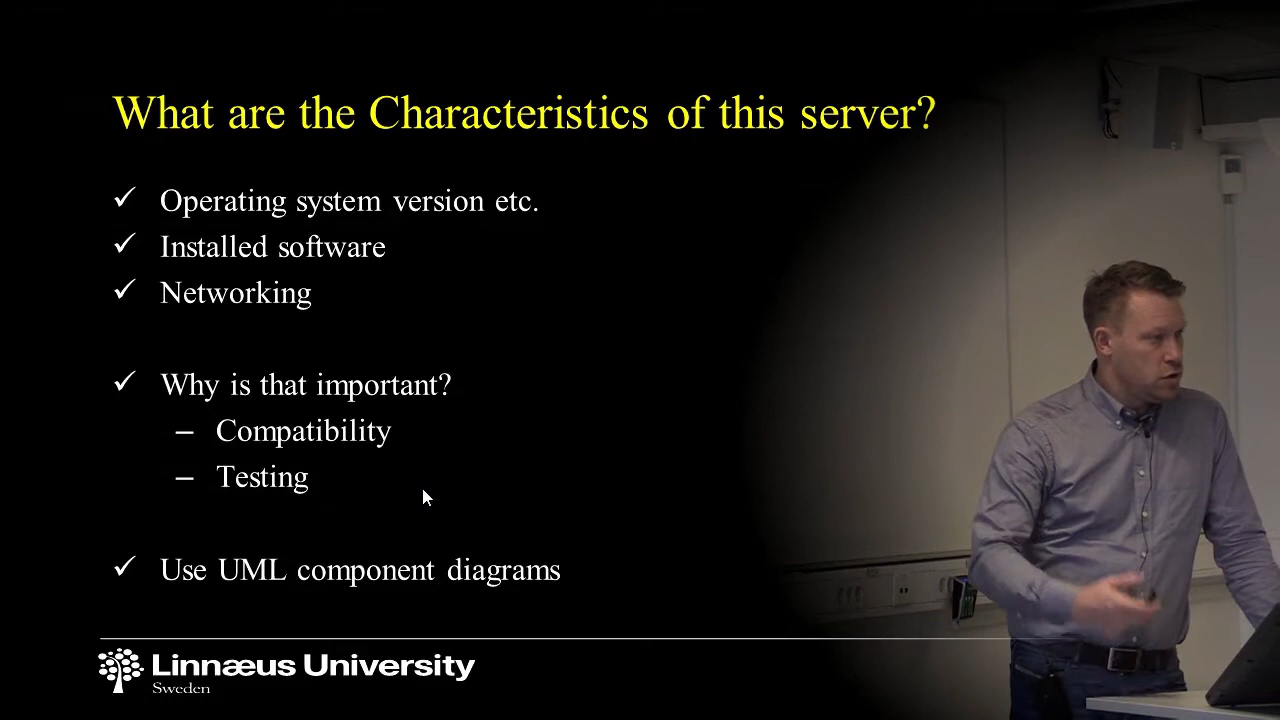 What are the Characteristics of this server?
✓ Operating system version etc.
✓ Installed software
✓ Networking
✓ Why is that important?
– Compatibility
– Testing
✓ Use UML component diagrams
Linnæus University
Sweden